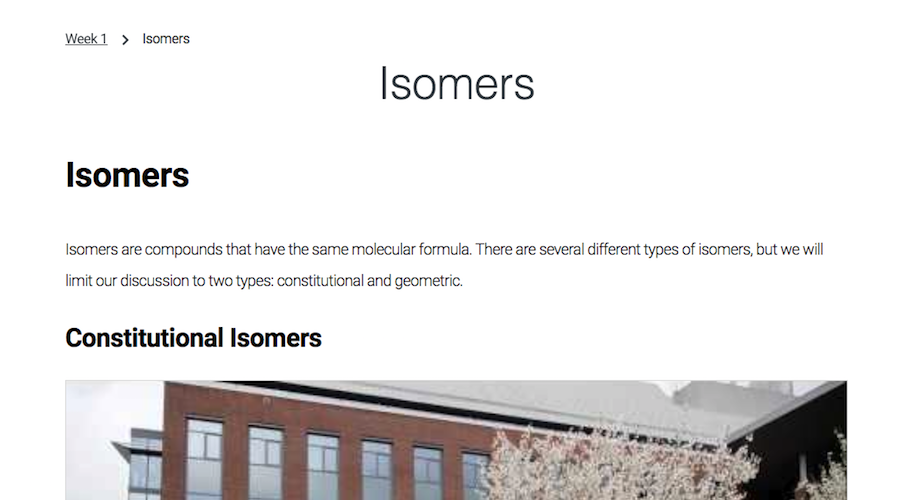 Week 1 > Isomers
Isomers
Isomers
Isomers are compounds that have the same molecular formula. There are several different types of isomers, but we will
limit our discussion to two types: constitutional and geometric.
Constitutional Isomers